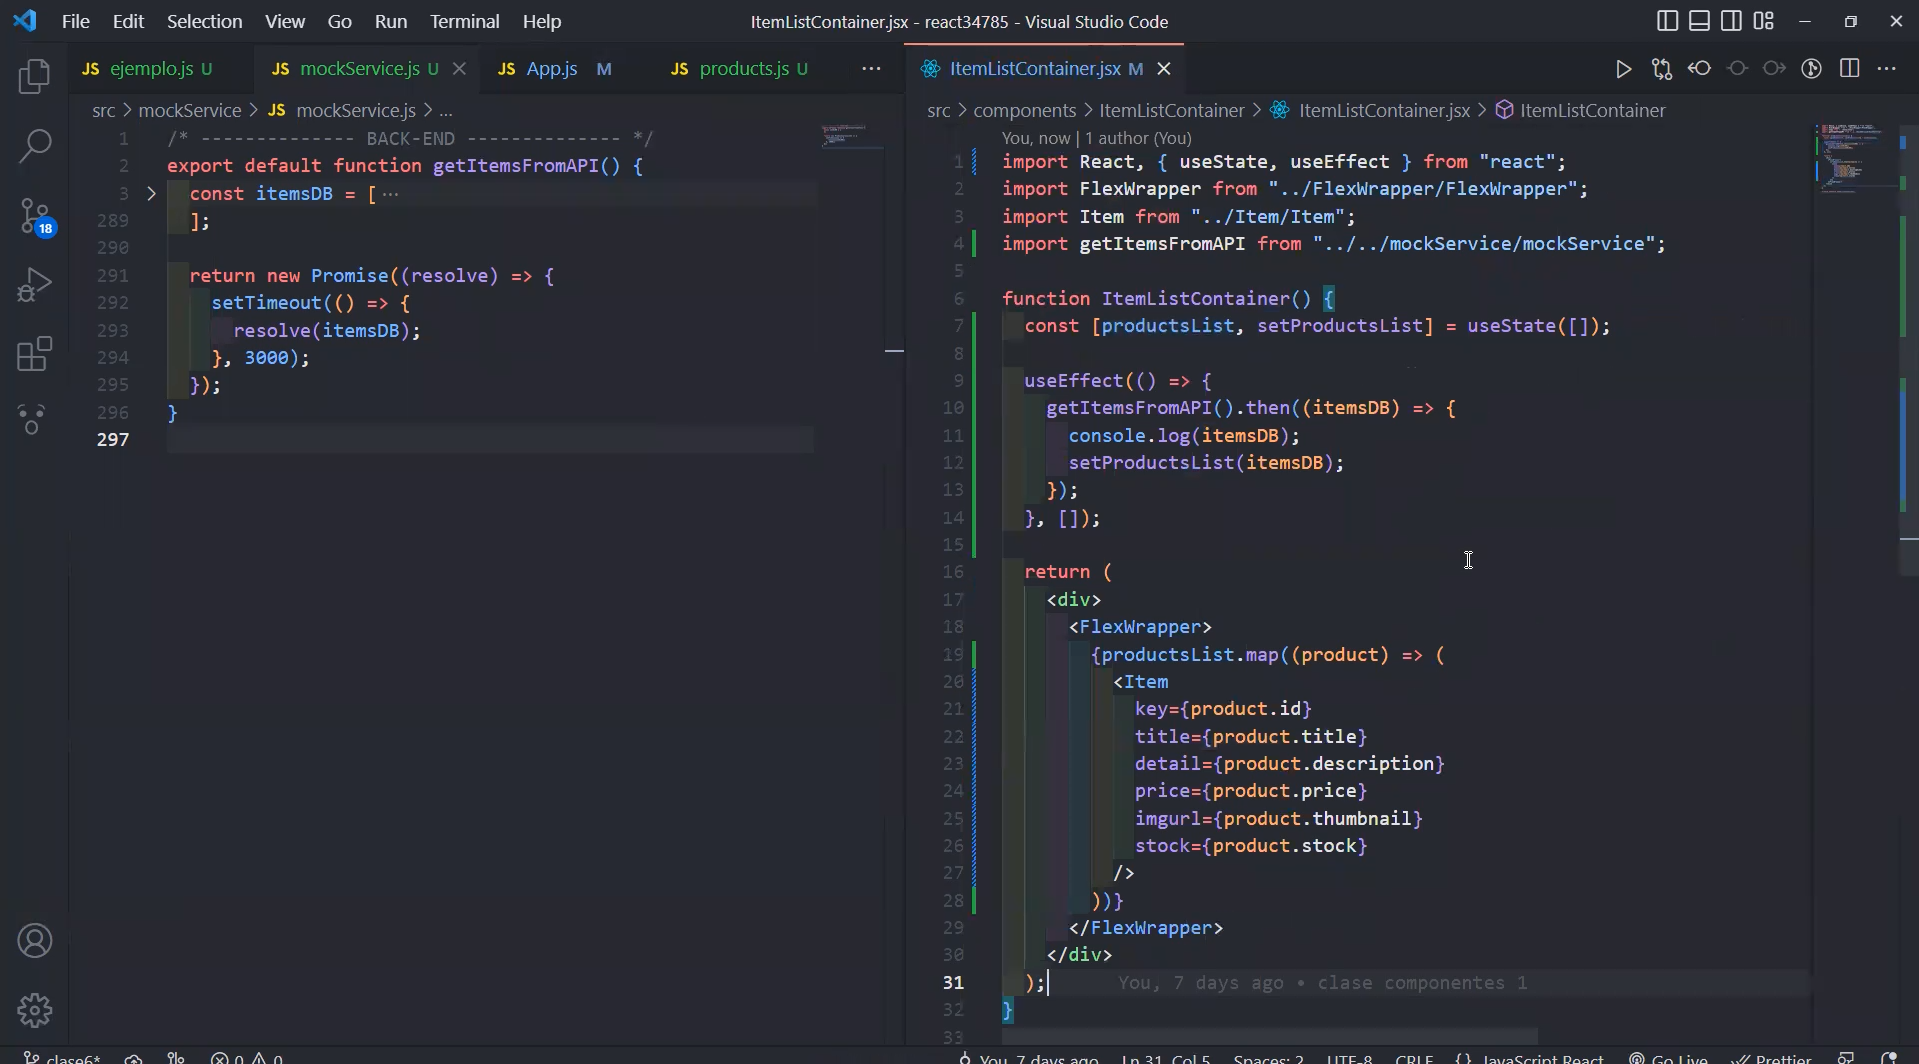 File Edit Selection View Go Run Terminal Help
ItemListContainer.jsx - react34785 - Visual Studio Code
JS ejemplo.js U
JS mockService.js U
JS App.js M
JS products.js U
src > mockService > JS mockService.js > ...
1 /* -------------- BACK-END -------------- */
2 export default function getItemsFromAPI() {
3 const itemsDB = [ ···
289 ];
290
291 return new Promise((resolve) => {
292 setTimeout(() => {
293 resolve(itemsDB);
294 }, 3000);
295 });
296 }
297
18
ItemListContainer.jsx M
src > components > ItemListContainer > ItemListContainer.jsx > ItemListContainer
You, now | 1 author (You)
1 import React, { useState, useEffect } from "react";
2 import FlexWrapper from "../FlexWrapper/FlexWrapper";
3 import Item from "../Item/Item";
4 import getItemsFromAPI from "../../mockService/mockService";
5
6 function ItemListContainer() {
7 const [productsList, setProductsList] = useState([]);
8
9 useEffect(() => {
10 getItemsFromAPI().then((itemsDB) => {
11 console.log(itemsDB);
12 setProductsList(itemsDB);
13 });
14 }, []);
15
16 return (
17 <div>
18 <FlexWrapper>
19 {productsList.map((product) => (
20 <Item
21 key={product.id}
22 title={product.title}
23 detail={product.description}
24 price={product.price}
25 imgurl={product.thumbnail}
26 stock={product.stock}
27 />
28 ))}
29 </FlexWrapper>
30 </div>
31 ); You, 7 days ago • clase componentes 1
32 }
33
clase6* 0 0
You, 7 days ago Ln 31, Col 5 Spaces: 2 UTF-8 CRLF {} JavaScript React Go Live Prettier